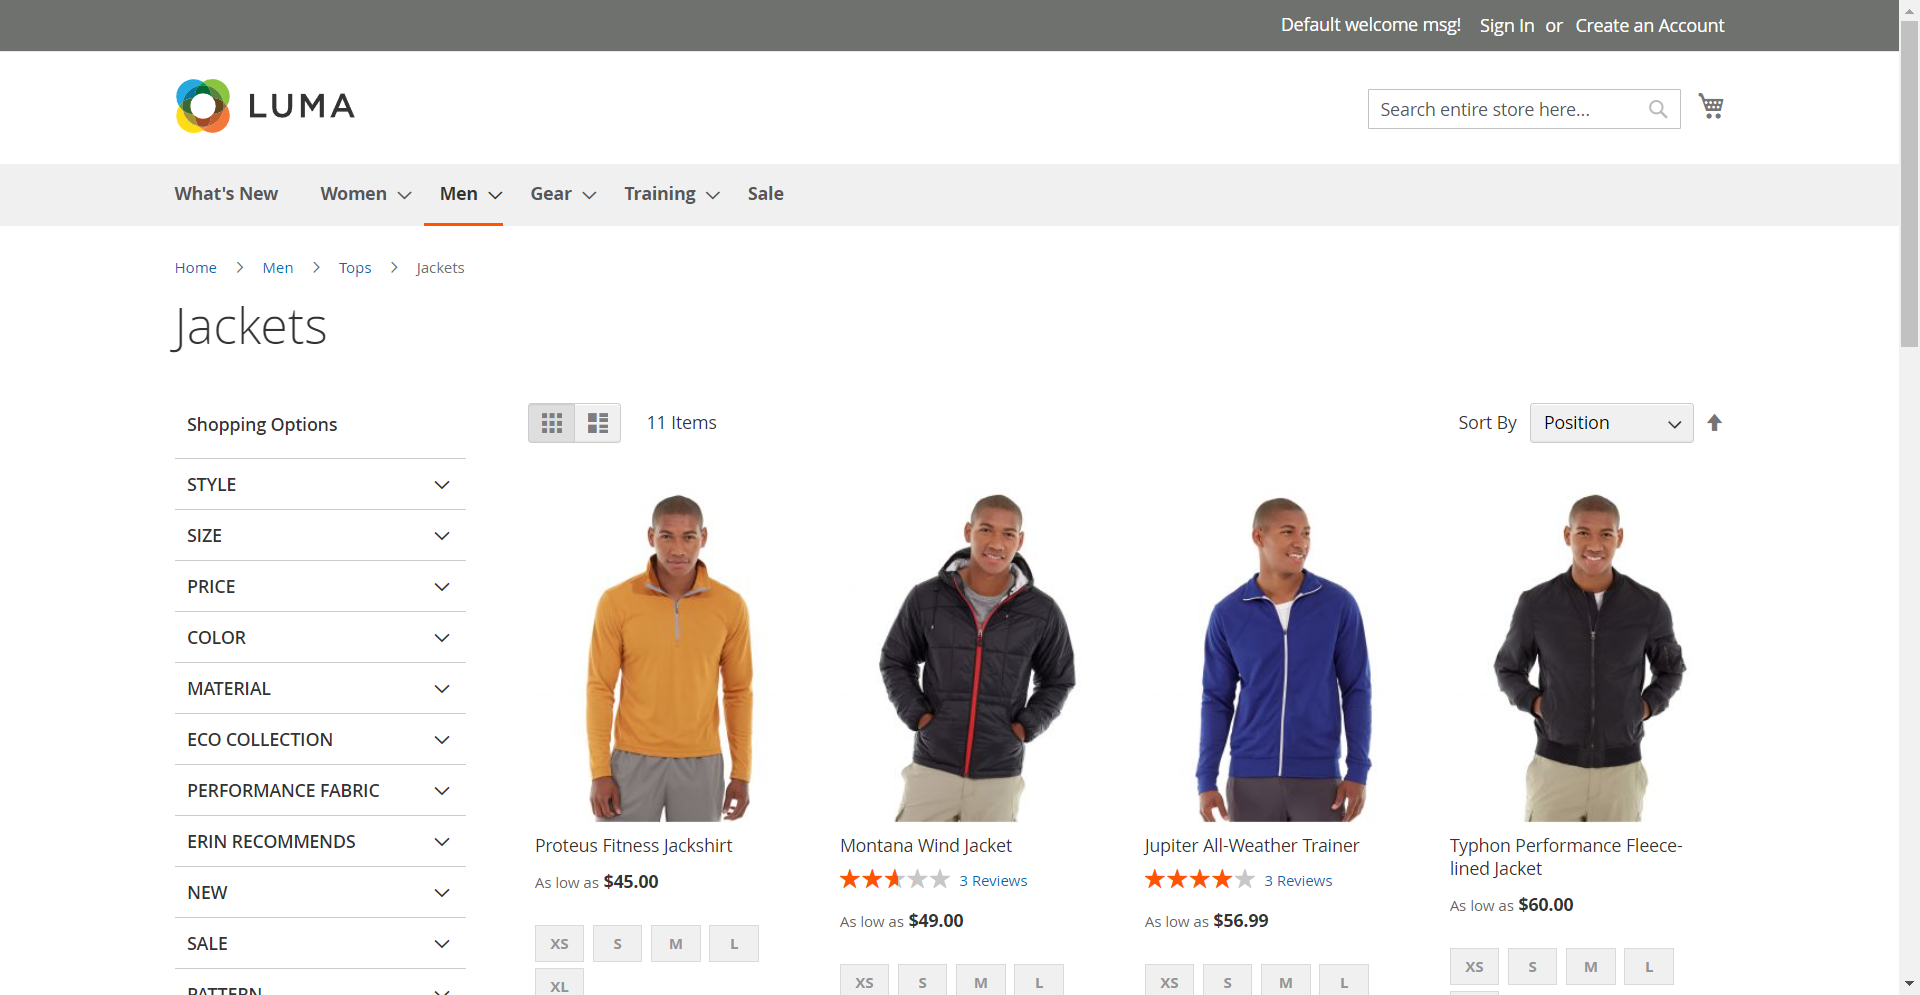 Default welcome msg! Sign In or Create an Account
LUMA
Search entire store here...
What's New Women Men Gear Training Sale
Home Men Tops Jackets
Jackets
Shopping Options
11 Items
Sort By Position
STYLE
SIZE
PRICE
COLOR
MATERIAL
ECO COLLECTION
PERFORMANCE FABRIC
ERIN RECOMMENDS
NEW
SALE
PATTERN
Proteus Fitness Jackshirt
As low as $45.00
XS S M L
XL
Montana Wind Jacket
3 Reviews
As low as $49.00
XS S M L
Jupiter All-Weather Trainer
3 Reviews
As low as $56.99
XS S M L
Typhon Performance Fleece-
lined Jacket
As low as $60.00
XS S M L